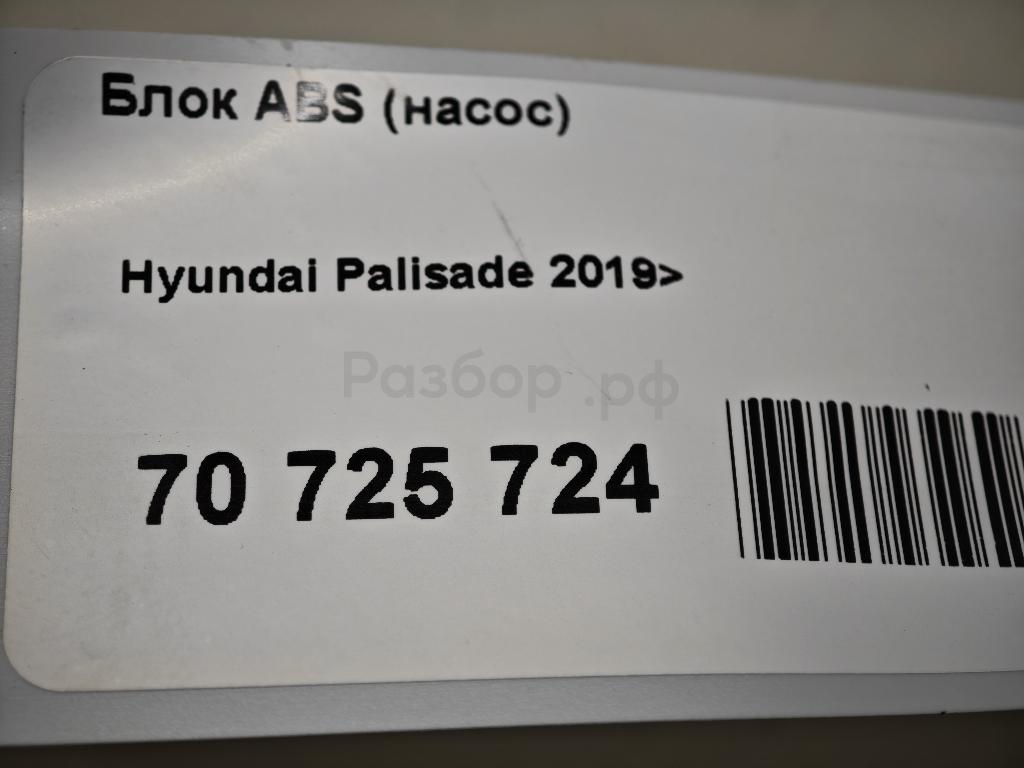 Блок ABS (насос)
Hyundai Palisade 2019>
Разбор.рф
70 725 724